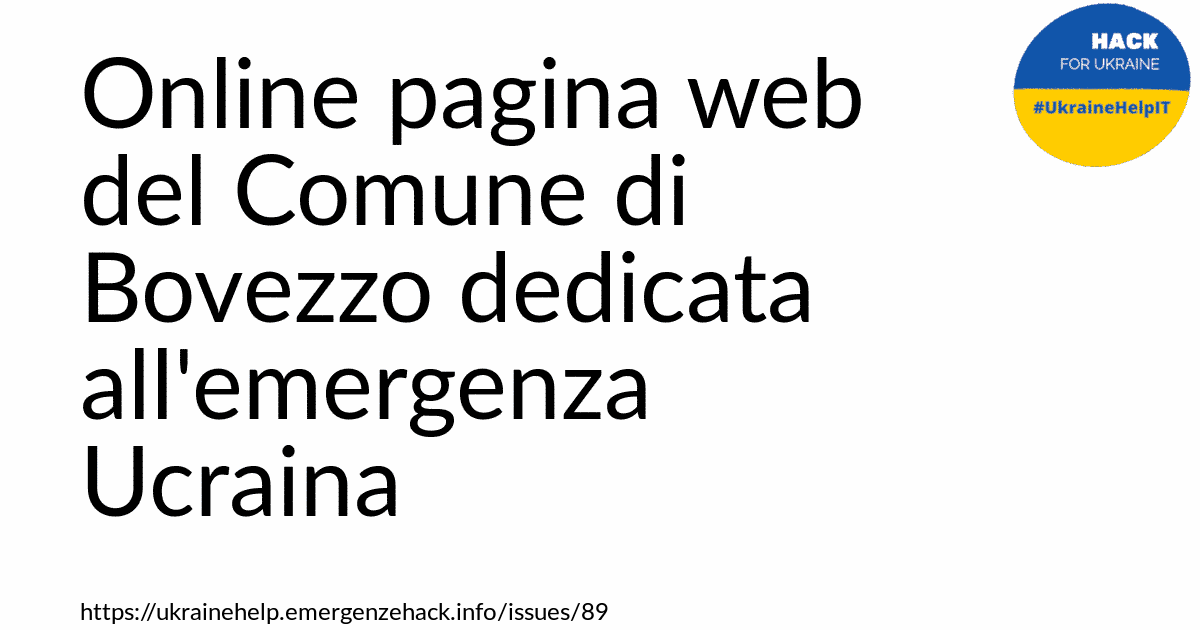 Online pagina web
del Comune di
Bovezzo dedicata
all'emergenza
Ucraina
HACK
FOR UKRAINE
#UkraineHelpIT
https://ukrainehelp.emergenzehack.info/issues/89